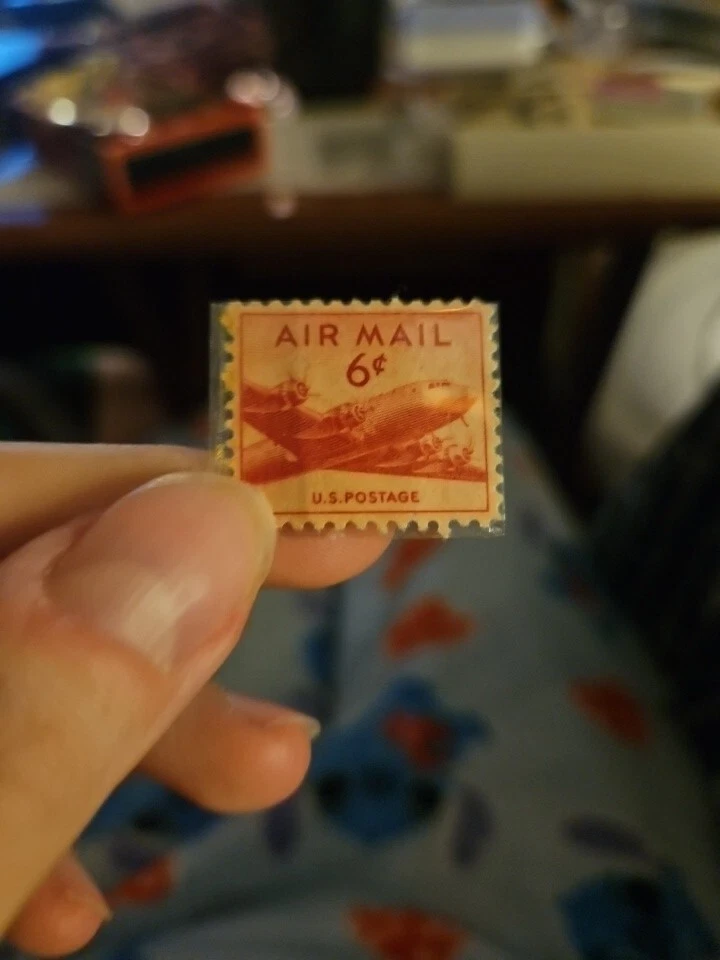 AIR MAIL
6¢
U.S. POSTAGE